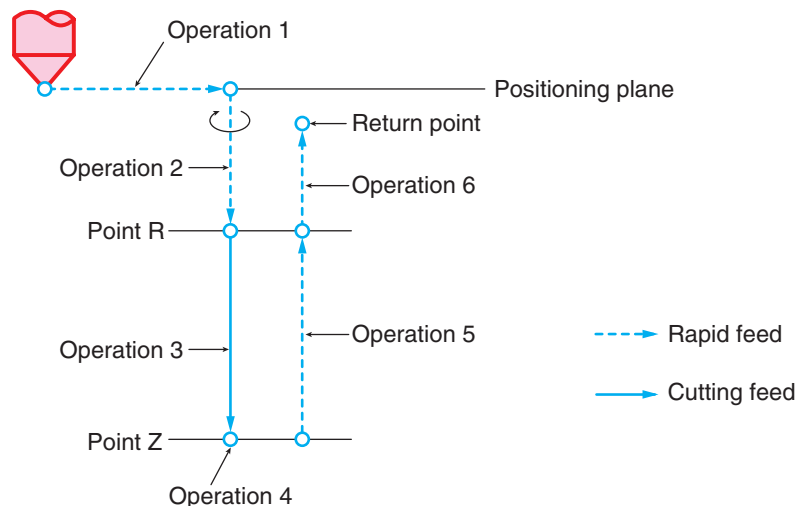 Operation 1
Positioning plane
Return point
Operation 2
Operation 6
Point R
Operation 3
Operation 5
Rapid feed
Cutting feed
Point Z
Operation 4